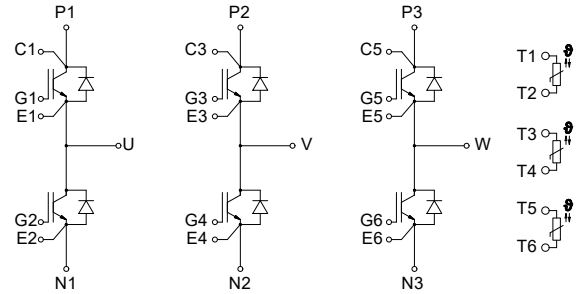 P1 P2 P3
C1 C3 C5
T1 ϑ
G1 G3 G5
T2
E1 E3 E5
T3 ϑ
U V W
T4
T5 ϑ
G2 G4 G6
E2 E4 E6
T6
N1 N2 N3